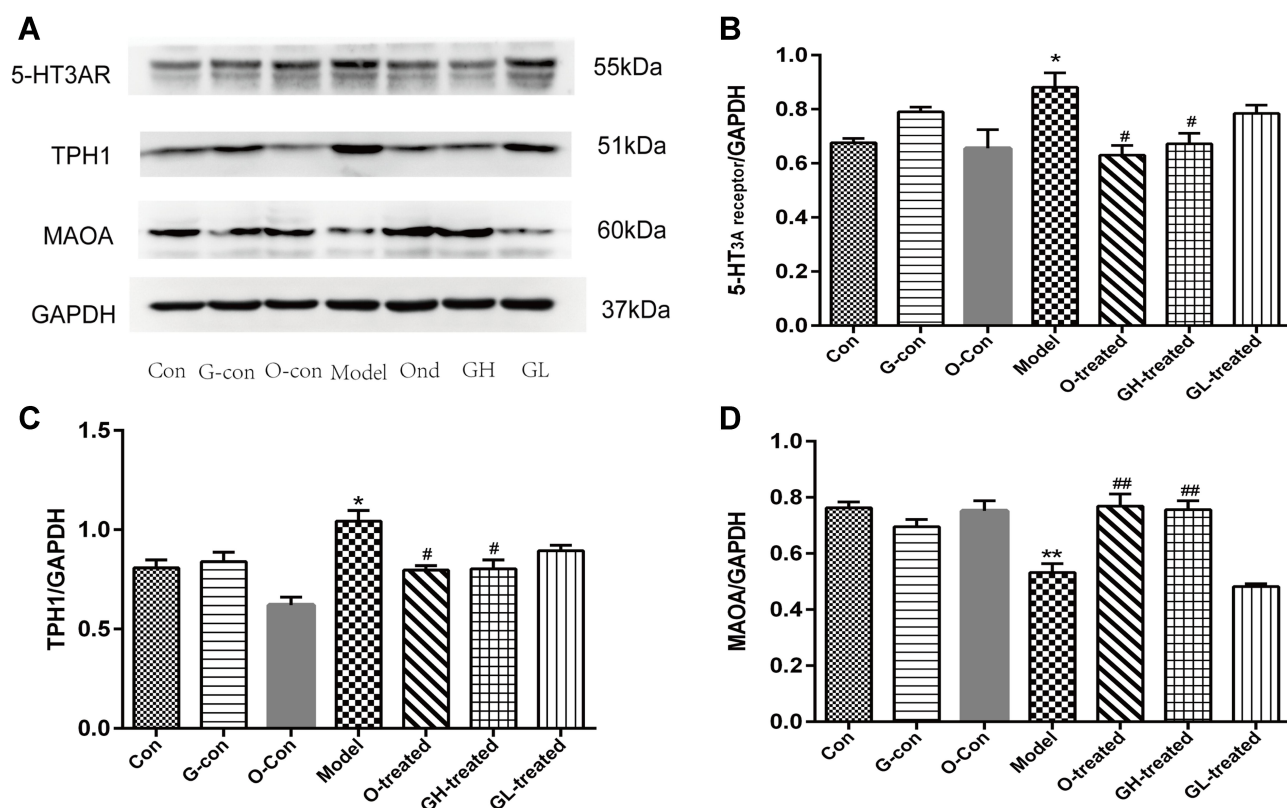 A
5-HT3AR
55kDa
TPH1
51kDa
MAOA
60kDa
GAPDH
37kDa
Con G-con O-con Model Ond GH GL
B
5-HT3A receptor/GAPDH
1.0
0.8
0.6
0.4
0.2
0.0
*
#
#
Con
G-con
O-Con
Model
O-treated
GH-treated
GL-treated
C
TPH1/GAPDH
1.5
1.0
0.5
0.0
*
#
#
Con
G-con
O-Con
Model
O-treated
GH-treated
GL-treated
D
MAOA/GAPDH
1.0
0.8
0.6
0.4
0.2
0.0
**
##
##
Con
G-con
O-Con
Model
O-treated
GH-treated
GL-treated